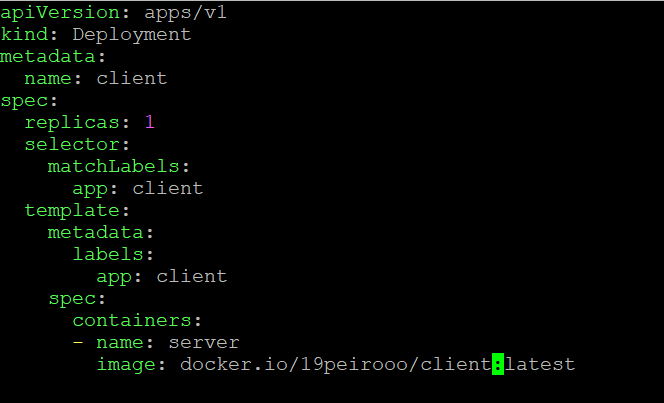 apiVersion: apps/v1
kind: Deployment
metadata:
  name: client
spec:
  replicas: 1
  selector:
    matchLabels:
      app: client
  template:
    metadata:
      labels:
        app: client
    spec:
      containers:
      - name: server
        image: docker.io/19peirooo/client:latest